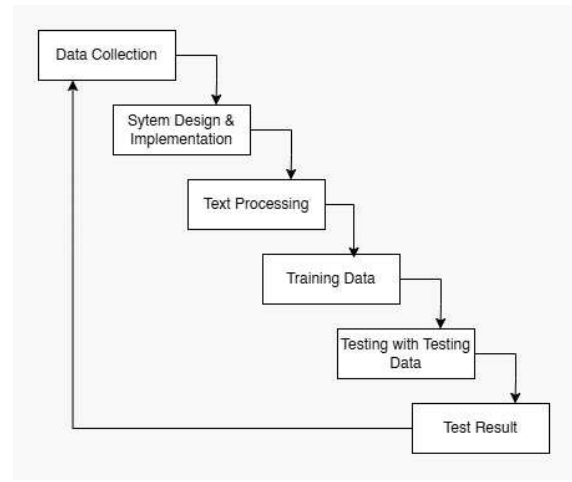 Data Collection
Sytem Design &
Implementation
Text Processing
Training Data
Testing with Testing
Data
Test Result